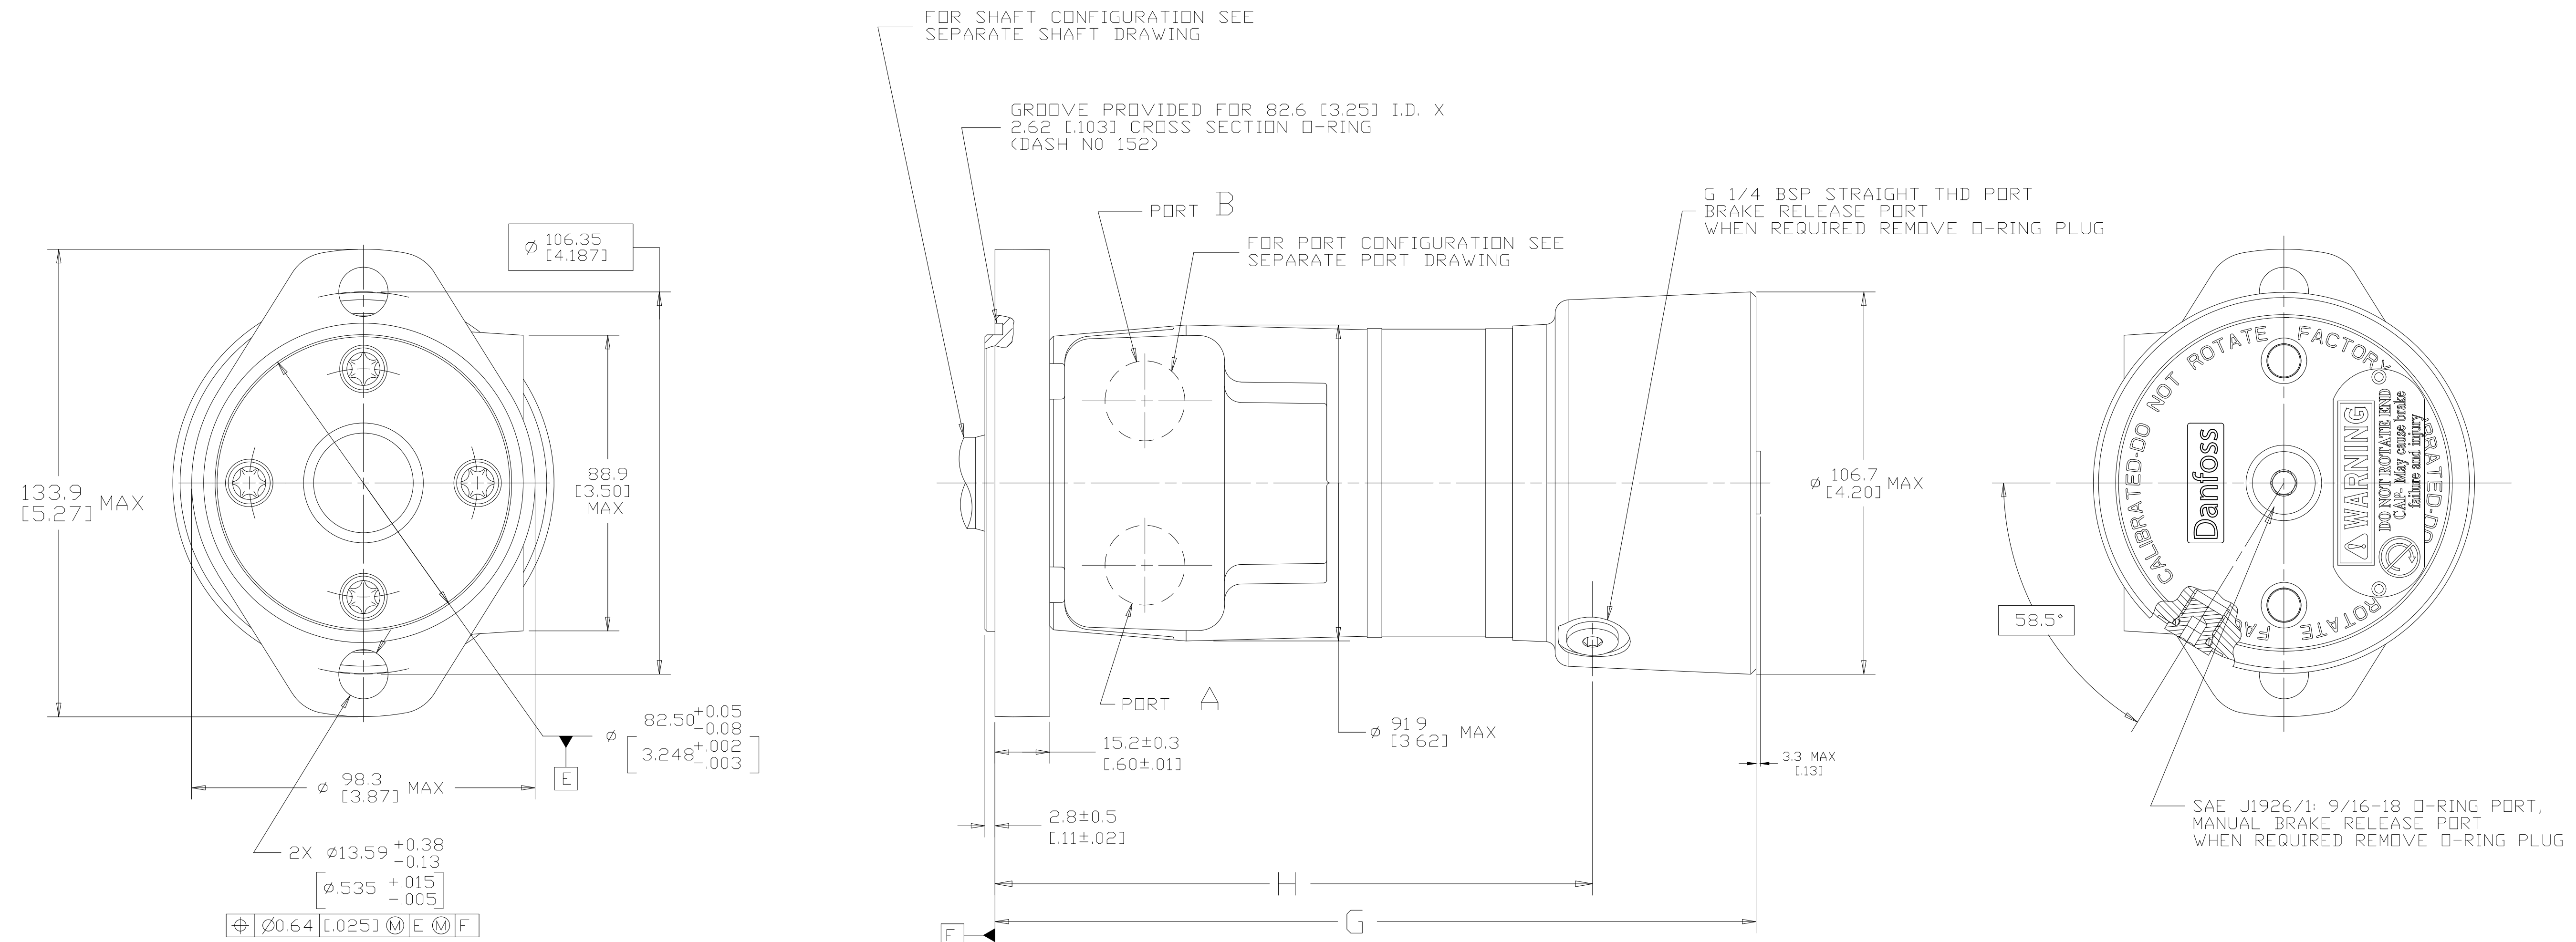 FOR SHAFT CONFIGURATION SEE
SEPARATE SHAFT DRAWING
GROOVE PROVIDED FOR 82.6 [3.25] I.D. X
2.62 [.103] CROSS SECTION O-RING
(DASH NO 152)
PORT B
FOR PORT CONFIGURATION SEE
SEPARATE PORT DRAWING
G 1/4 BSP STRAIGHT THD PORT
BRAKE RELEASE PORT
WHEN REQUIRED REMOVE O-RING PLUG
Ø 106.35
[4.187]
133.9
[5.27] MAX
88.9
[3.50]
MAX
Ø 82.50 +0.05
-0.08
[3.248 +.002
-.003]
E
Ø 98.3
[3.87] MAX
2X Ø13.59 +0.38
-0.13
[Ø.535 +.015
-.005]
⌖ Ø0.64 [.025] Ⓜ E Ⓜ F
PORT A
15.2±0.3
[.60±.01]
2.8±0.5
[.11±.02]
Ø 91.9
[3.62] MAX
Ø 106.7
[4.20] MAX
3.3 MAX
[.13]
H
G
F
CALIBRATED-DO NOT ROTATE FACTORY
BRATED-DO
ROTATE FAC
Danfoss
WARNING
DO NOT ROTATE END
CAP- May cause brake
failure and injury
58.5°
SAE J1926/1: 9/16-18 O-RING PORT,
MANUAL BRAKE RELEASE PORT
WHEN REQUIRED REMOVE O-RING PLUG